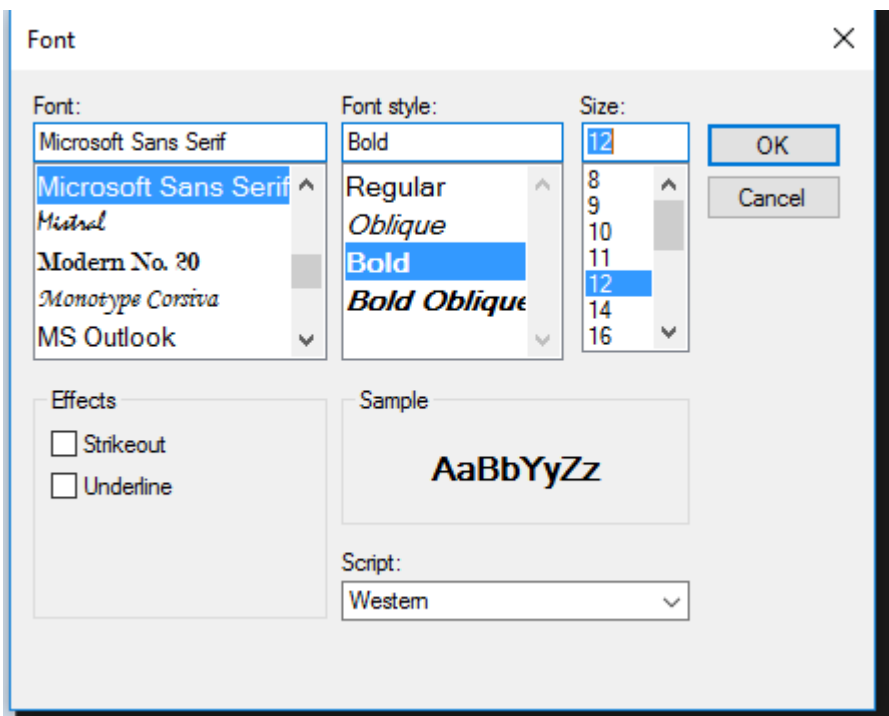 Font
Font:
Microsoft Sans Serif
Microsoft Sans Serif
Mistral
Modern No. 20
Monotype Corsiva
MS Outlook
Font style:
Bold
Regular
Oblique
Bold
Bold Oblique
Size:
12
8
9
10
11
12
14
16
OK
Cancel
Effects
Strikeout
Underline
Sample
AaBbYyZz
Script:
Western